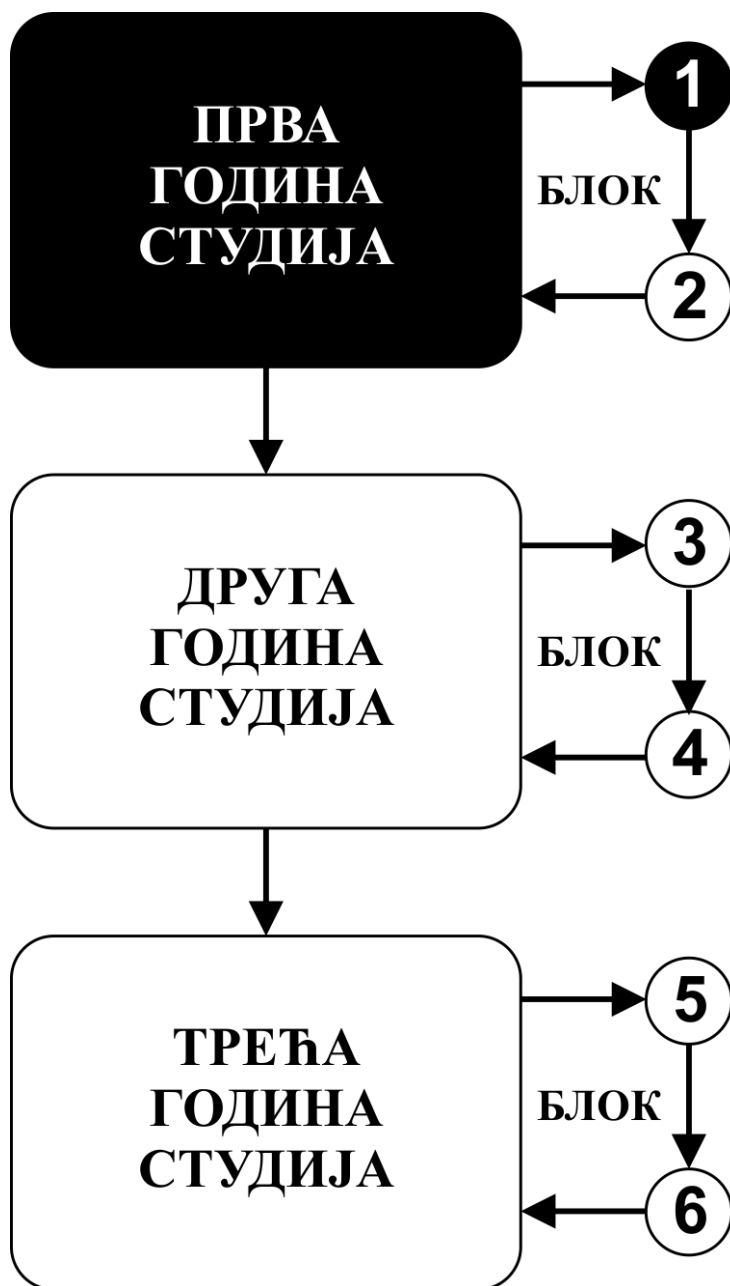 ПРВА
ГОДИНА
СТУДИЈА
1
БЛОК
2
ДРУГА
ГОДИНА
СТУДИЈА
3
БЛОК
4
ТРЕЋА
ГОДИНА
СТУДИЈА
5
БЛОК
6